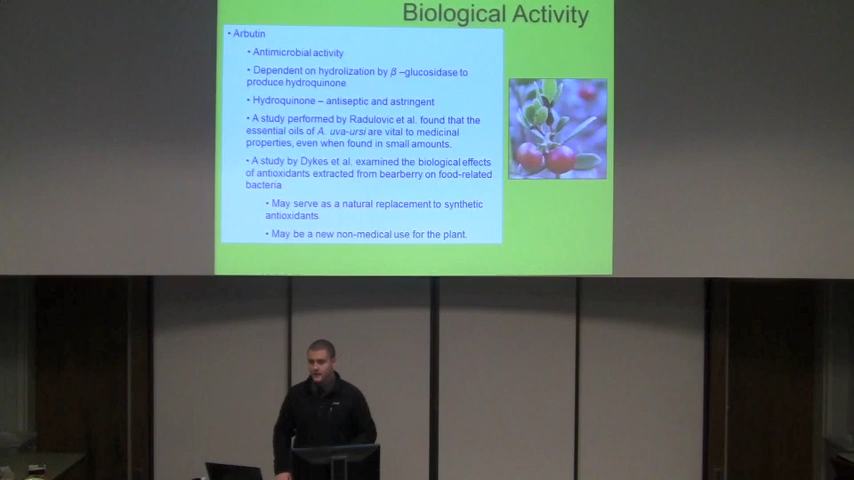 Biological Activity
• Arbutin
• Antimicrobial activity
• Dependent on hydrolization by β –glucosidase to
produce hydroquinone
• Hydroquinone – antiseptic and astringent
• A study performed by Radulovic et al. found that the
essential oils of A. uva-ursi are vital to medicinal
properties, even when found in small amounts.
• A study by Dykes et al. examined the biological effects
of antioxidants extracted from bearberry on food-related
bacteria
• May serve as a natural replacement to synthetic
antioxidants
• May be a new non-medical use for the plant.